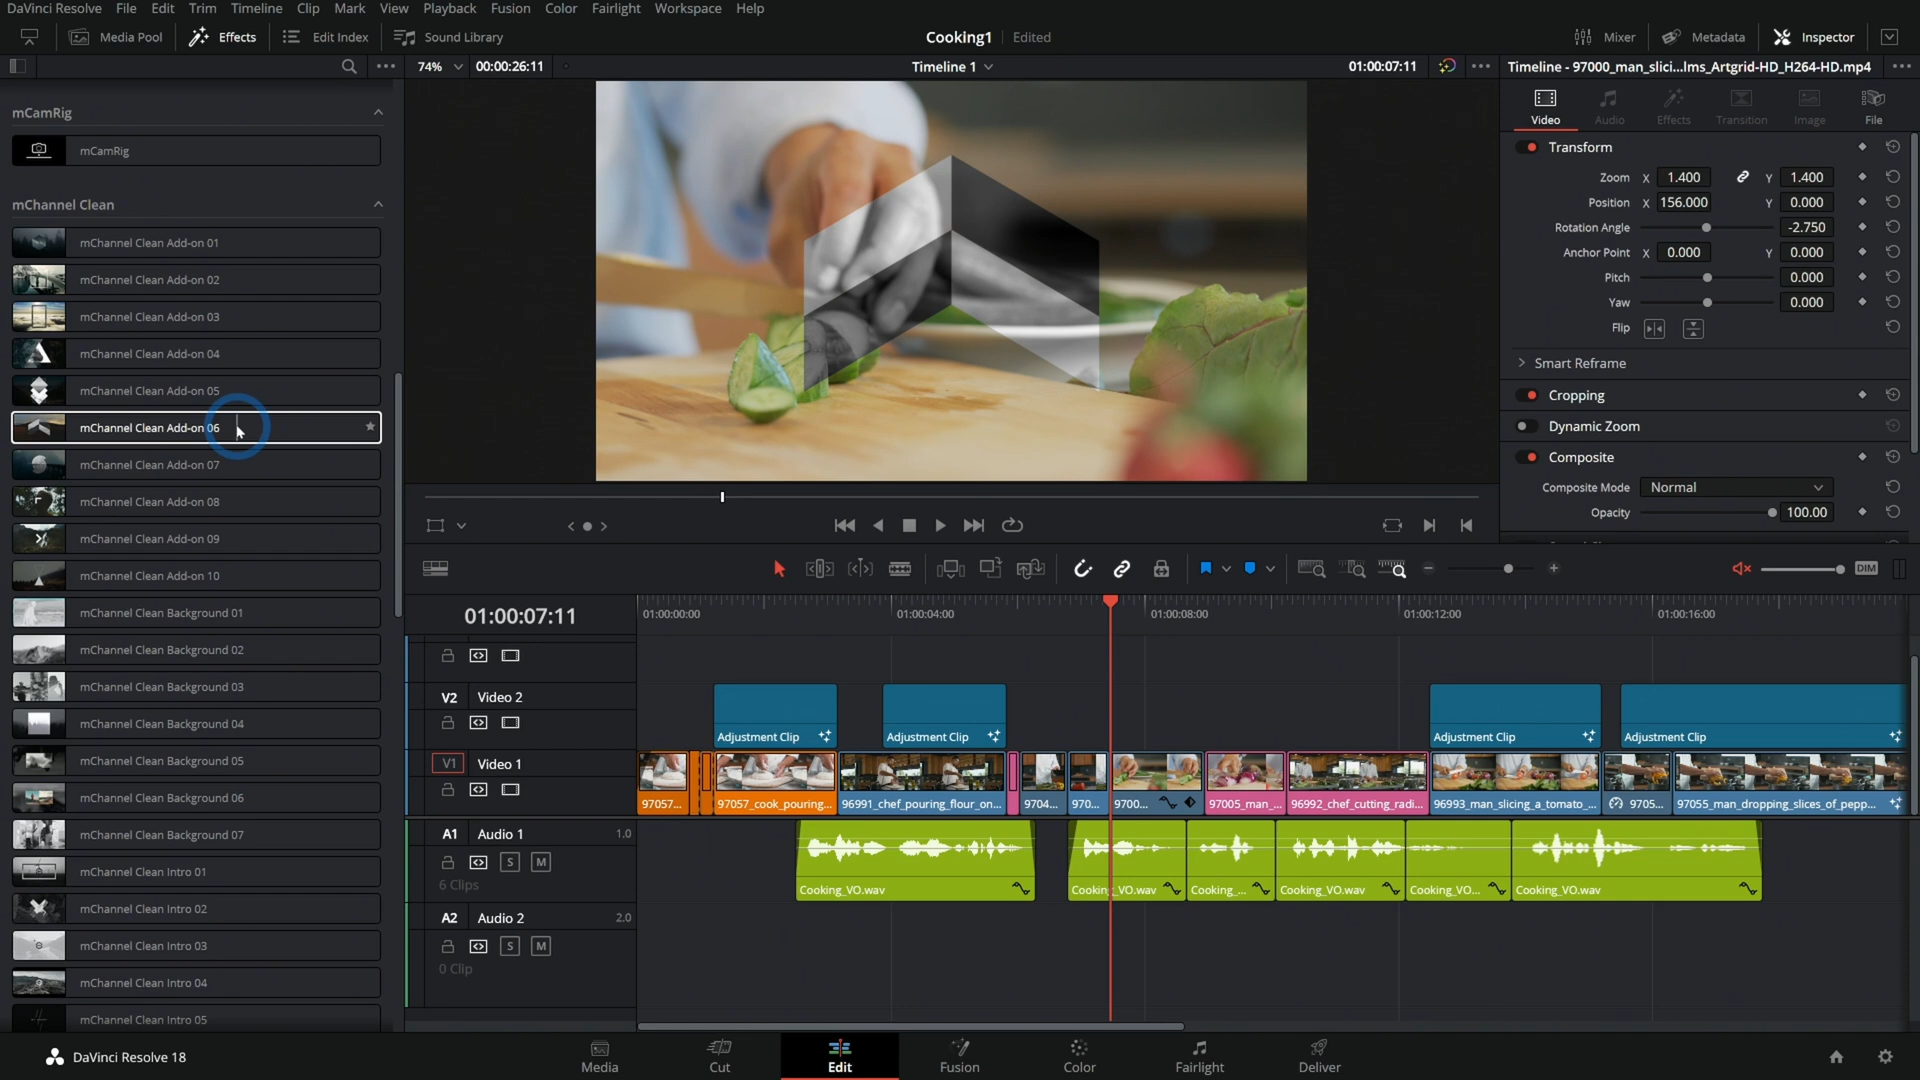 DaVinci Resolve File Edit Trim Timeline Clip Mark View Playback Fusion Color Fairlight Workspace Help
Media Pool Effects Edit Index Sound Library Cooking1 Edited Mixer Metadata Inspector
74% 00:00:26:11 Timeline 1 01:00:07:11 Timeline - 97000_man_slici...lms_Artgrid-HD_H264-HD.mp4
mCamRig
mCamRig
mChannel Clean
mChannel Clean Add-on 01
mChannel Clean Add-on 02
mChannel Clean Add-on 03
mChannel Clean Add-on 04
mChannel Clean Add-on 05
mChannel Clean Add-on 06
mChannel Clean Add-on 07
mChannel Clean Add-on 08
mChannel Clean Add-on 09
mChannel Clean Add-on 10
mChannel Clean Background 01
mChannel Clean Background 02
mChannel Clean Background 03
mChannel Clean Background 04
mChannel Clean Background 05
mChannel Clean Background 06
mChannel Clean Background 07
mChannel Clean Intro 01
mChannel Clean Intro 02
mChannel Clean Intro 03
mChannel Clean Intro 04
mChannel Clean Intro 05
Video Audio Effects Transition Image File
Transform
Zoom X 1.400 Y 1.400
Position X 156.000 Y 0.000
Rotation Angle -2.750
Anchor Point X 0.000 Y 0.000
Pitch 0.000
Yaw 0.000
Flip
Smart Reframe
Cropping
Dynamic Zoom
Composite
Composite Mode Normal
Opacity 100.00
DIM
01:00:07:11 01:00:00:00 01:00:04:00 01:00:08:00 01:00:12:00 01:00:16:00
V2 Video 2
Adjustment Clip Adjustment Clip Adjustment Clip Adjustment Clip
V1 Video 1
97057... 97057_cook_pouring... 96991_chef_pouring_flour_on... 9704... 970... 9700... 97005_man_... 96992_chef_cutting_radi... 96993_man_slicing_a_tomato_... 9705... 97055_man_dropping_slices_of_pepp...
A1 Audio 1 1.0
S M
6 Clips
Cooking_VO.wav Cooking_VO.wav Cooking_... Cooking_VO.wav Cooking_VO... Cooking_VO.wav
A2 Audio 2 2.0
S M
0 Clip
DaVinci Resolve 18 Media Cut Edit Fusion Color Fairlight Deliver